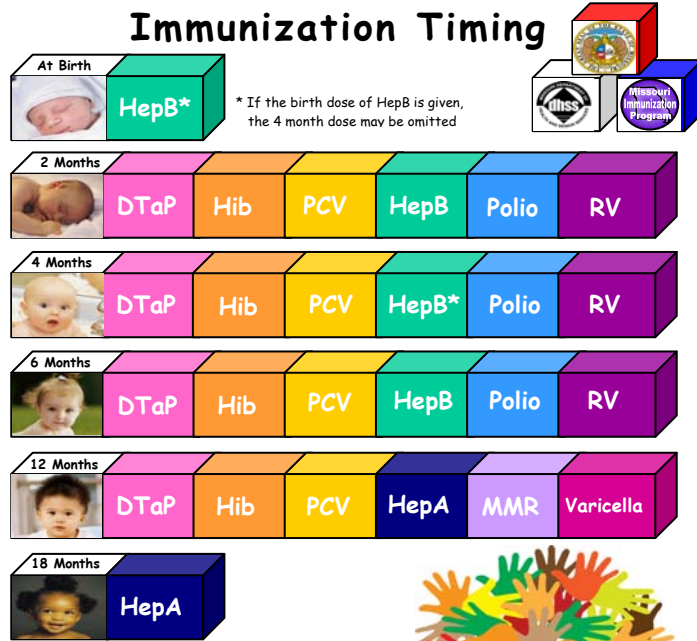 Immunization Timing
At Birth
HepB*
* If the birth dose of HepB is given,
the 4 month dose may be omitted
dhss
Missouri
Immunization
Program
2 Months
DTaP Hib PCV HepB Polio RV
4 Months
DTaP Hib PCV HepB* Polio RV
6 Months
DTaP Hib PCV HepB Polio RV
12 Months
DTaP Hib PCV HepA MMR Varicella
18 Months
HepA